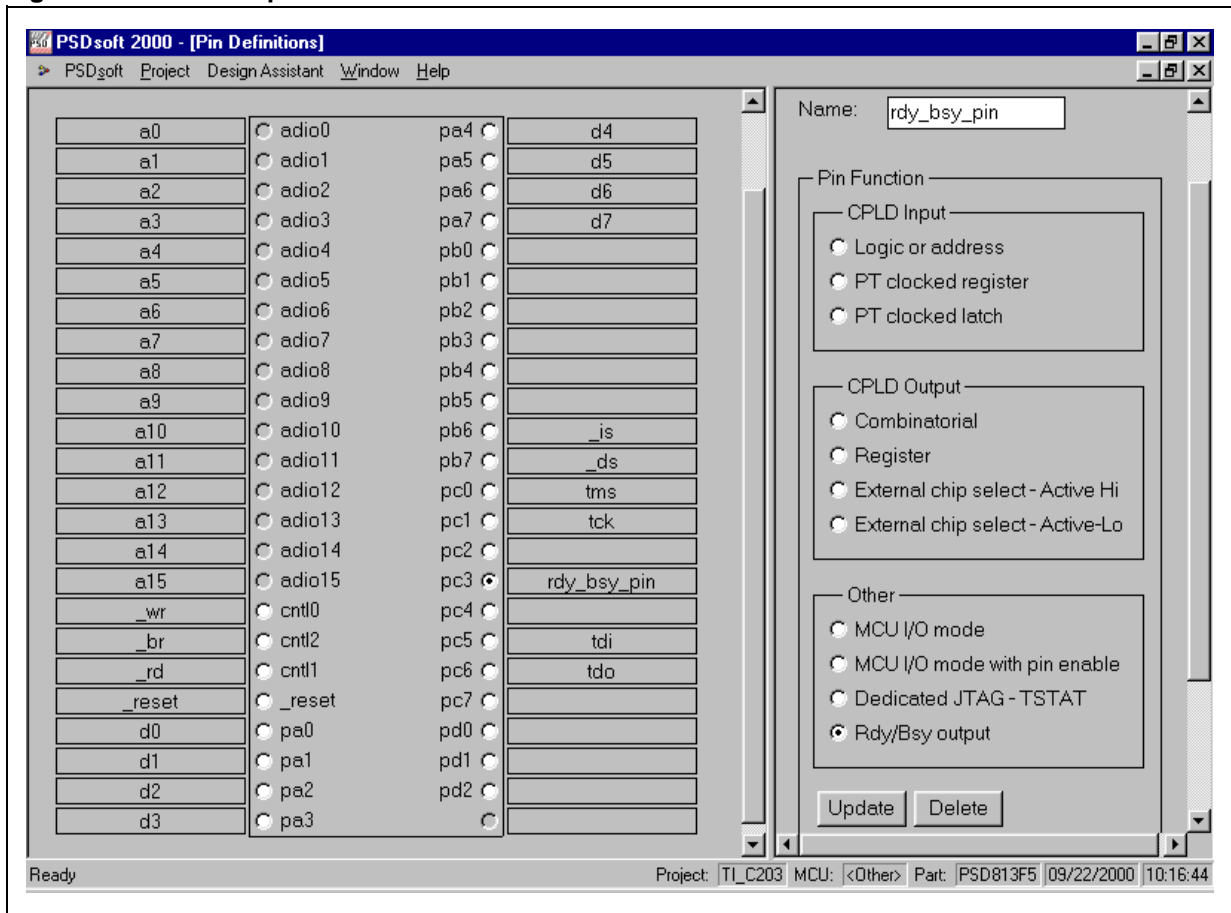 PSDsoft 2000 - [Pin Definitions]
PSDsoft Project Design Assistant Window Help
a0 adio0 pa4 d4
a1 adio1 pa5 d5
a2 adio2 pa6 d6
a3 adio3 pa7 d7
a4 adio4 pb0
a5 adio5 pb1
a6 adio6 pb2
a7 adio7 pb3
a8 adio8 pb4
a9 adio9 pb5
a10 adio10 pb6 _is
a11 adio11 pb7 _ds
a12 adio12 pc0 tms
a13 adio13 pc1 tck
a14 adio14 pc2
a15 adio15 pc3 rdy_bsy_pin
_wr cntl0 pc4
_br cntl2 pc5 tdi
_rd cntl1 pc6 tdo
_reset _reset pc7
d0 pa0 pd0
d1 pa1 pd1
d2 pa2 pd2
d3 pa3
Name: rdy_bsy_pin
Pin Function
CPLD Input
Logic or address
PT clocked register
PT clocked latch
CPLD Output
Combinatorial
Register
External chip select - Active Hi
External chip select - Active-Lo
Other
MCU I/O mode
MCU I/O mode with pin enable
Dedicated JTAG - TSTAT
Rdy/Bsy output
Update Delete
Ready Project: TI_C203 MCU: <Other> Part: PSD813F5 09/22/2000 10:16:44